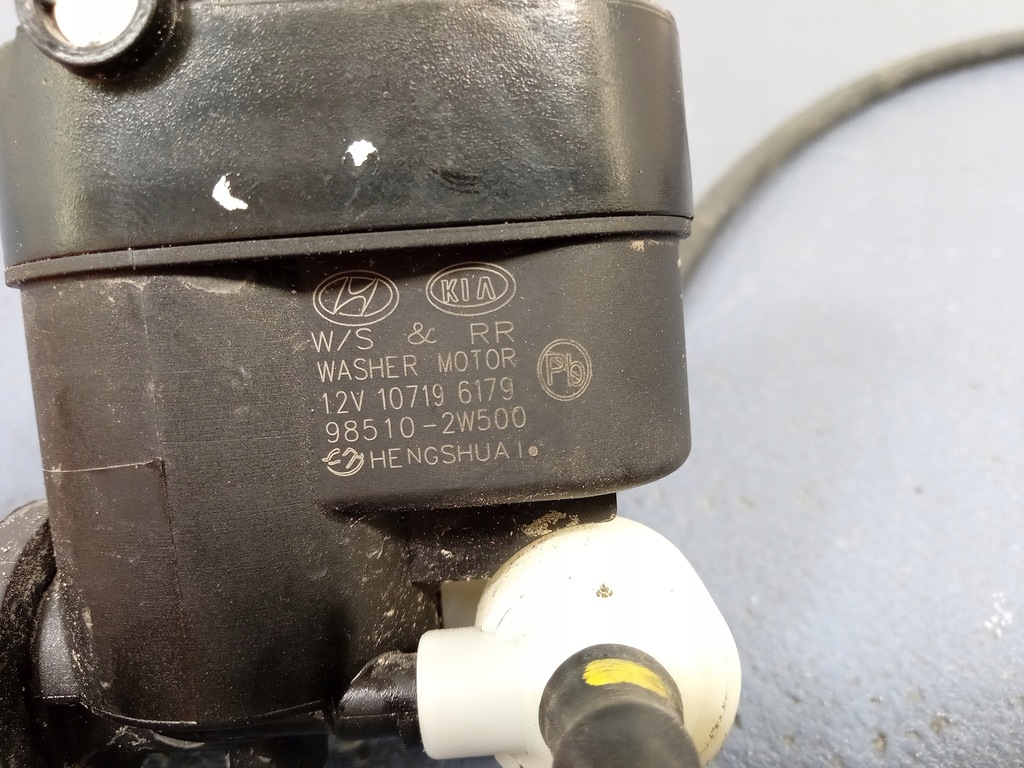 KIA
W/S & RR
WASHER MOTOR
Pb
12V 10719 6179
98510-2W500
HENGSHUAI